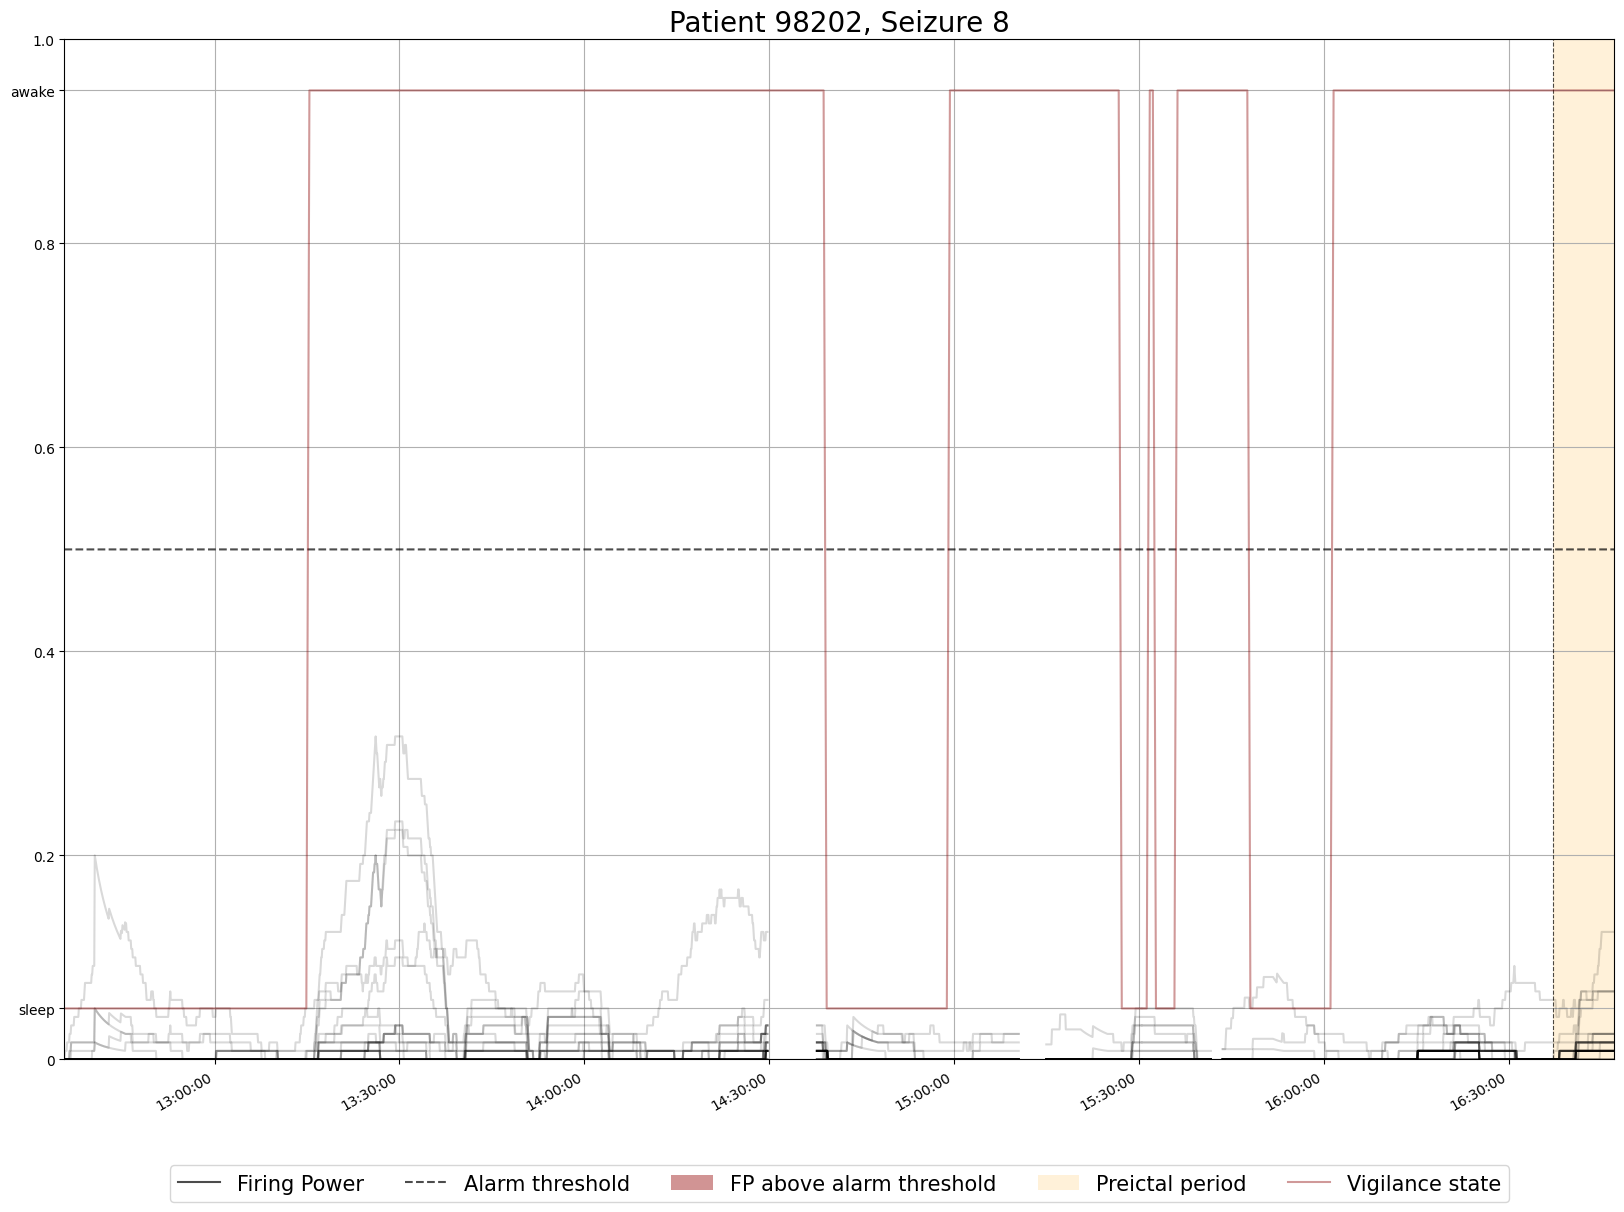 Patient 98202, Seizure 8
1.0
awake
0.8
0.6
0.4
0.2
sleep
0
13:00:00
13:30:00
14:00:00
14:30:00
15:00:00
15:30:00
16:00:00
16:30:00
Firing Power
Alarm threshold
FP above alarm threshold
Preictal period
Vigilance state